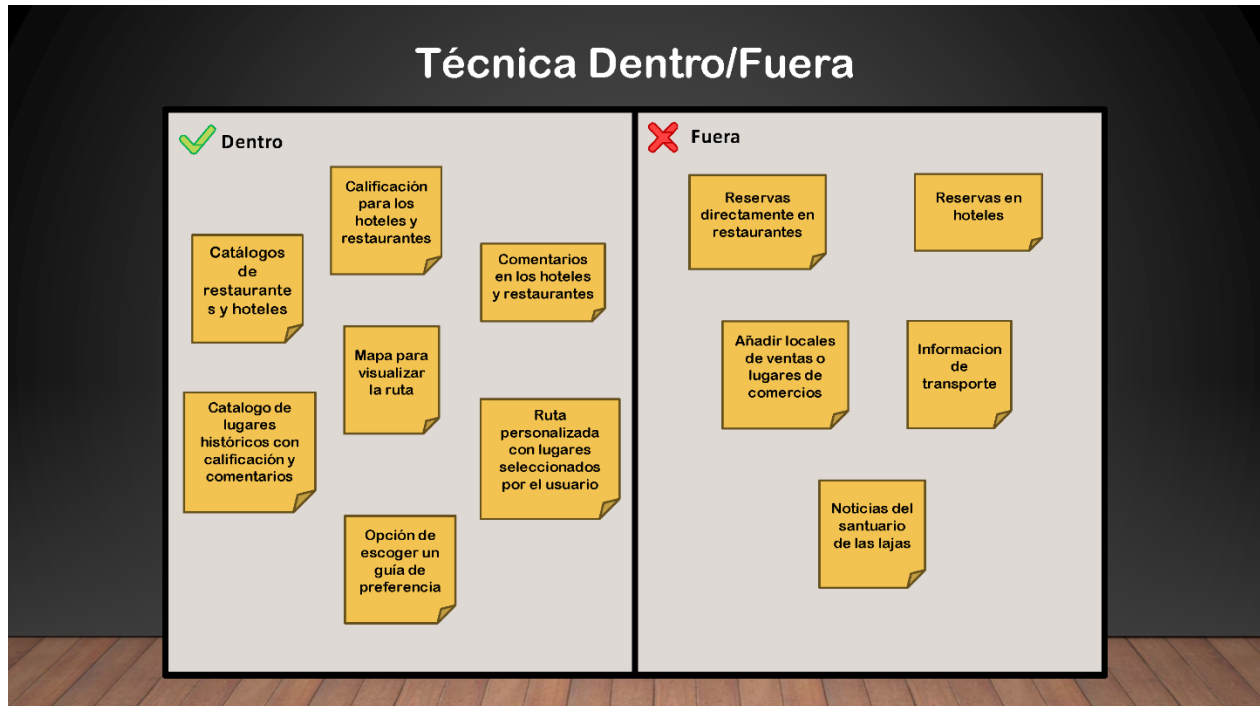 Técnica Dentro/Fuera
Dentro
Calificación
para los
hoteles y
restaurantes
Catálogos
de
restaurante
s y hoteles
Comentarios
en los hoteles
y restaurantes
Mapa para
visualizar
la ruta
Catalogo de
lugares
históricos con
calificación y
comentarios
Ruta
personalizada
con lugares
seleccionados
por el usuario
Opción de
escoger un
guía de
preferencia
Fuera
Reservas
directamente en
restaurantes
Reservas en
hoteles
Añadir locales
de ventas o
lugares de
comercios
Informacion
de
transporte
Noticias del
santuario
de las lajas